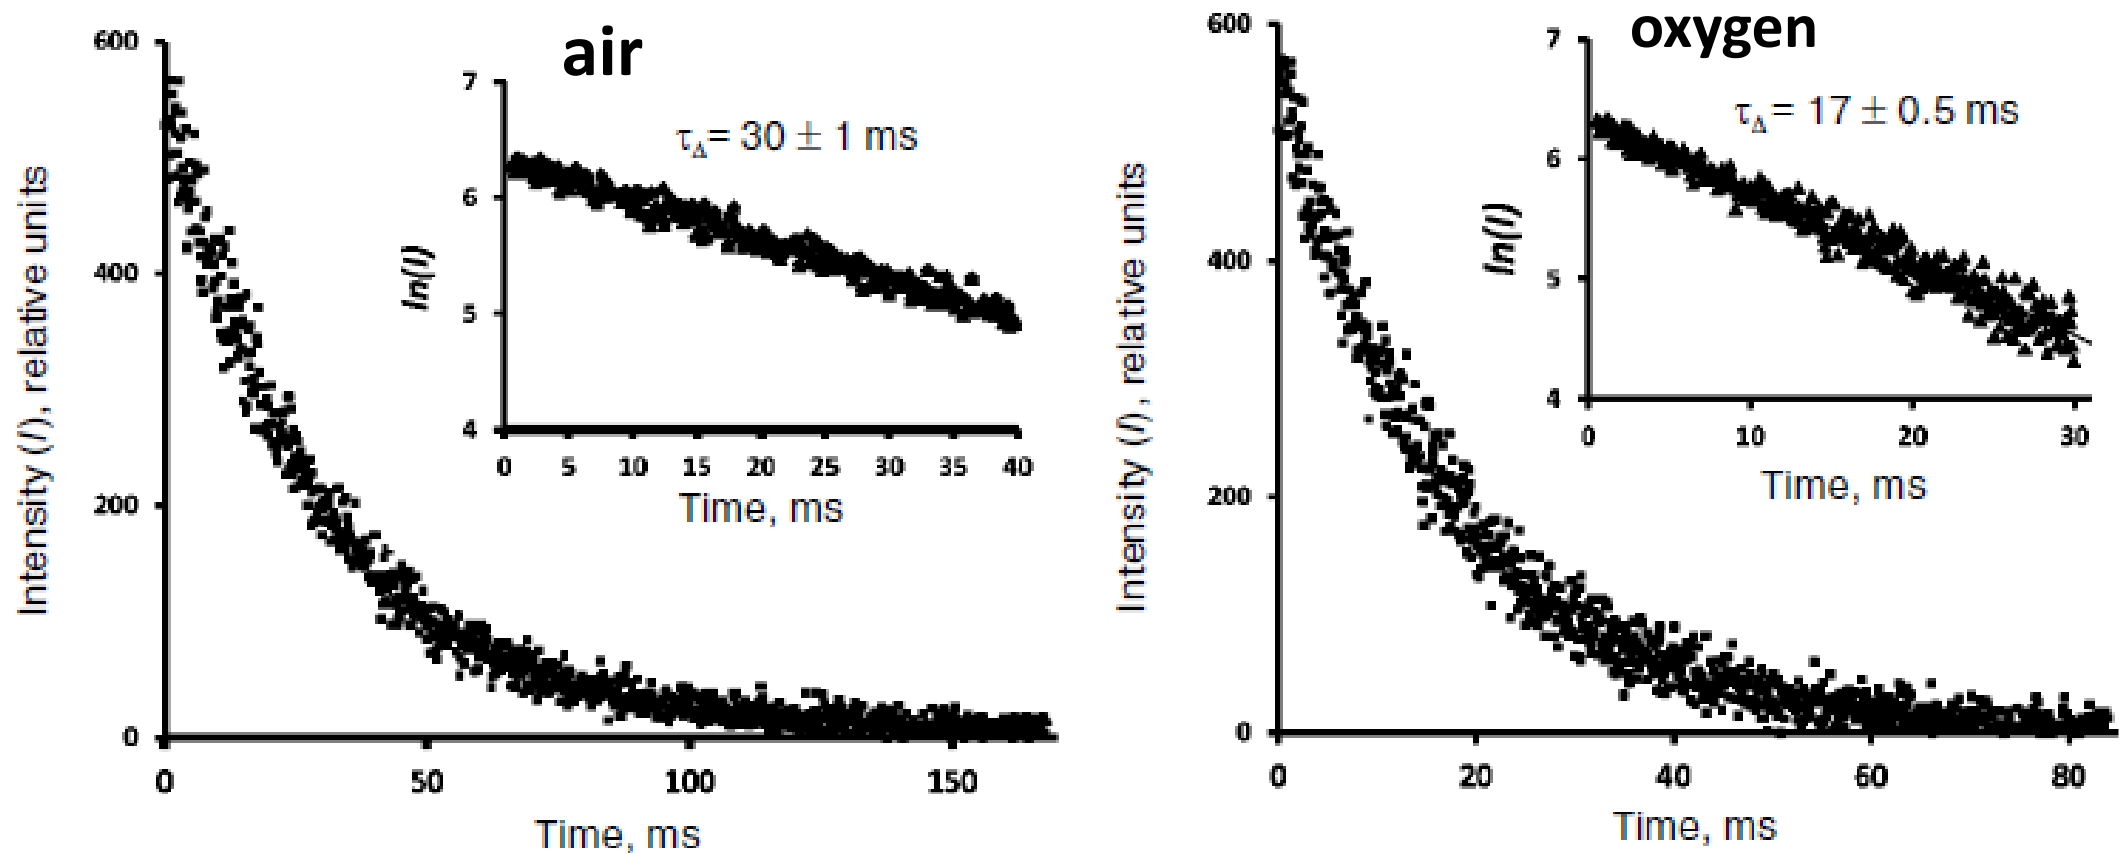 air
600
400
200
0
Intensity (I), relative units
0 50 100 150
Time, ms
7
6
5
4
ln(I)
τΔ= 30 ± 1 ms
0 5 10 15 20 25 30 35 40
Time, ms
oxygen
600
400
200
0
Intensity (I), relative units
0 20 40 60 80
Time, ms
7
6
5
4
ln(I)
τΔ= 17 ± 0.5 ms
0 10 20 30
Time, ms